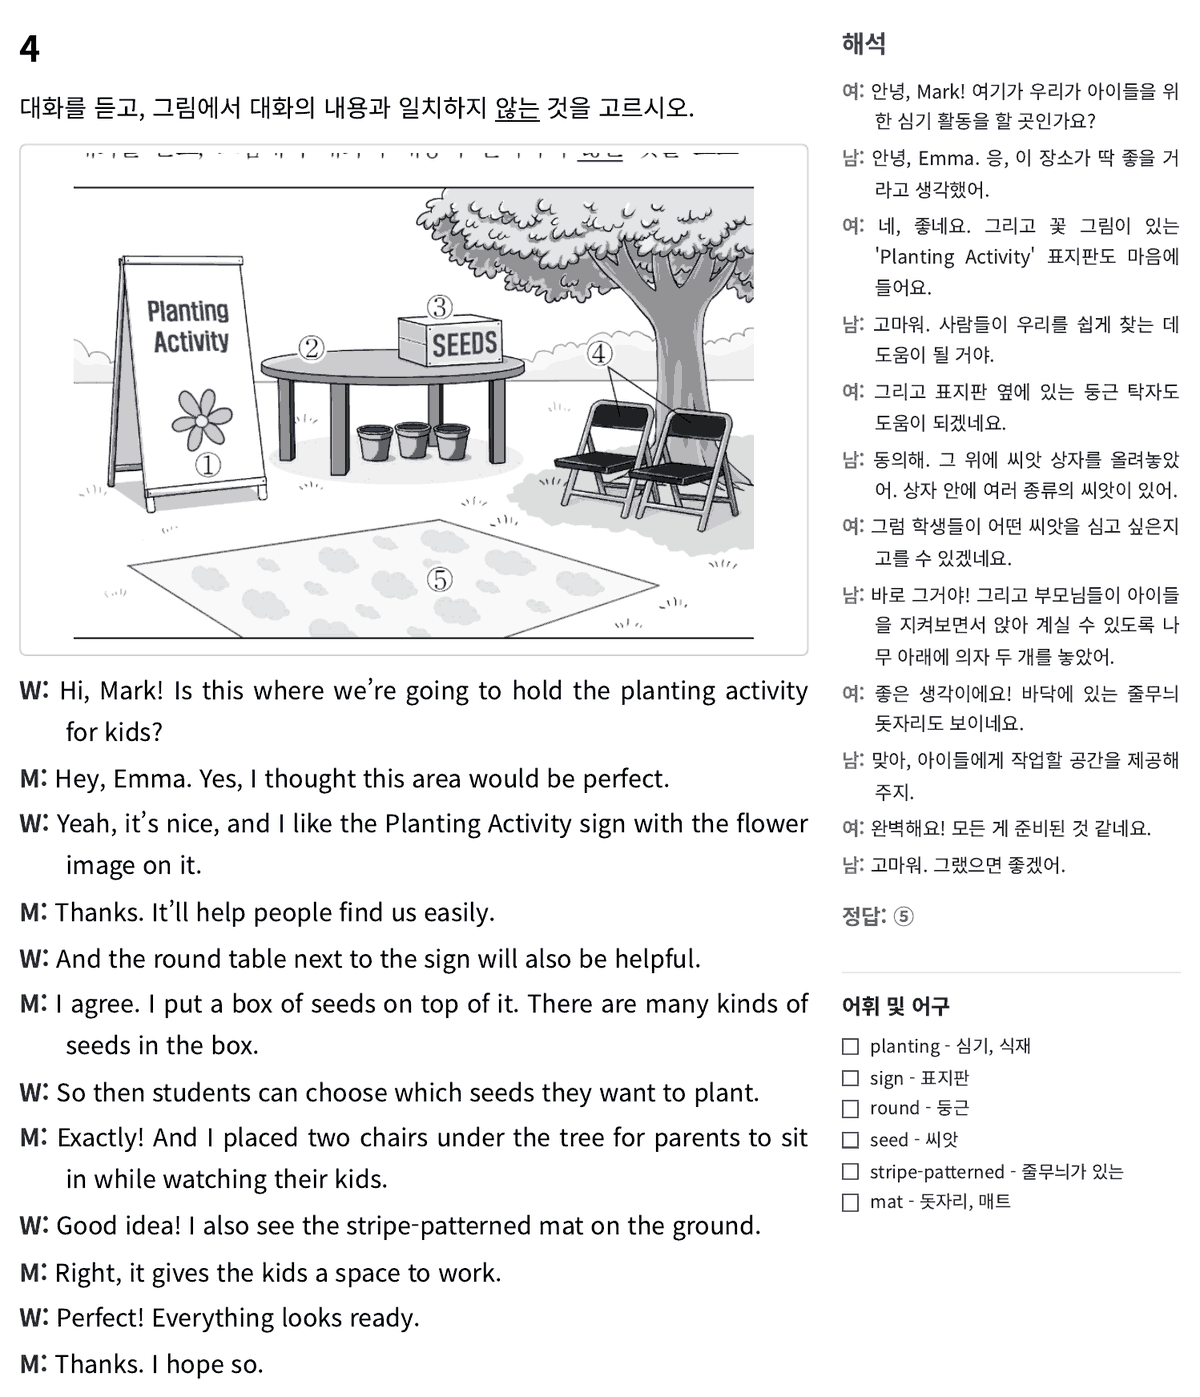 4
대화를 듣고, 그림에서 대화의 내용과 일치하지 않는 것을 고르시오.
Planting
Activity
①
②
③
SEEDS
④
⑤
W: Hi, Mark! Is this where we’re going to hold the planting activity
for kids?
M: Hey, Emma. Yes, I thought this area would be perfect.
W: Yeah, it’s nice, and I like the Planting Activity sign with the flower
image on it.
M: Thanks. It’ll help people find us easily.
W: And the round table next to the sign will also be helpful.
M: I agree. I put a box of seeds on top of it. There are many kinds of
seeds in the box.
W: So then students can choose which seeds they want to plant.
M: Exactly! And I placed two chairs under the tree for parents to sit
in while watching their kids.
W: Good idea! I also see the stripe-patterned mat on the ground.
M: Right, it gives the kids a space to work.
W: Perfect! Everything looks ready.
M: Thanks. I hope so.
해석
여: 안녕, Mark! 여기가 우리가 아이들을 위
한 심기 활동을 할 곳인가요?
남: 안녕, Emma. 응, 이 장소가 딱 좋을 거
라고 생각했어.
여: 네, 좋네요. 그리고 꽃 그림이 있는
'Planting Activity' 표지판도 마음에
들어요.
남: 고마워. 사람들이 우리를 쉽게 찾는 데
도움이 될 거야.
여: 그리고 표지판 옆에 있는 둥근 탁자도
도움이 되겠네요.
남: 동의해. 그 위에 씨앗 상자를 올려놓았
어. 상자 안에 여러 종류의 씨앗이 있어.
여: 그럼 학생들이 어떤 씨앗을 심고 싶은지
고를 수 있겠네요.
남: 바로 그거야! 그리고 부모님들이 아이들
을 지켜보면서 앉아 계실 수 있도록 나
무 아래에 의자 두 개를 놓았어.
여: 좋은 생각이에요! 바닥에 있는 줄무늬
돗자리도 보이네요.
남: 맞아, 아이들에게 작업할 공간을 제공해
주지.
여: 완벽해요! 모든 게 준비된 것 같네요.
남: 고마워. 그랬으면 좋겠어.
정답: ⑤
어휘 및 어구
□ planting - 심기, 식재
□ sign - 표지판
□ round - 둥근
□ seed - 씨앗
□ stripe-patterned - 줄무늬가 있는
□ mat - 돗자리, 매트